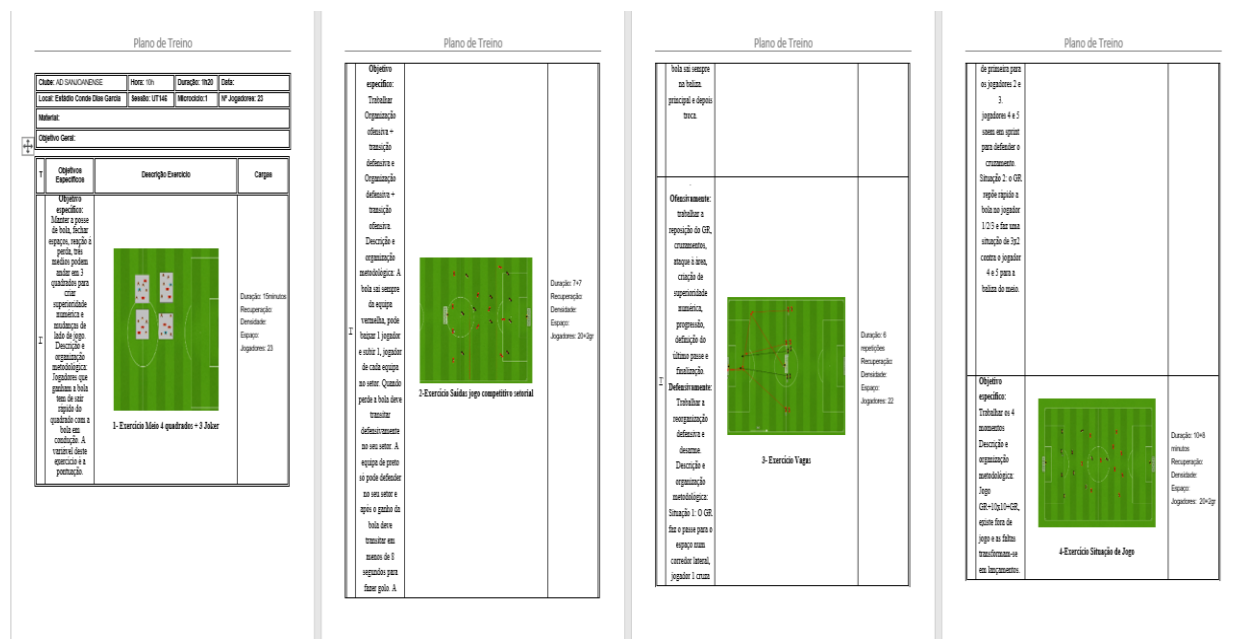 Plano de Treino
Clube: AD SANJOANENSE
Hora: 10h
Duração: 1h20
Data:
Local: Estádio Conde Dias Garcia
Sessão: UT146
Microciclo:1
Nº Jogadores: 23
Material:
Objetivo Geral:
T
Objetivos
Específicos
Descrição Exercício
Cargas
Objetivo
específico:
Manter a posse
de bola, fechar
espaços, reação à
perda, três
médios podem
andar em 3
quadrados para
criar
superioridade
numérica e
mudanças de
lado de jogo.
Descrição e
organização
metodológica:
Jogadores que
ganham a bola
tem de sair
rápido do
quadrado com a
bola em
condução. A
variável deste
exercício é a
pontuação.
1- Exercício Meio 4 quadrados + 3 Joker
Duração: 15minutos
Recuperação:
Densidade:
Espaço:
Jogadores: 23
Plano de Treino
Objetivo
específico:
Trabalhar
Organização
ofensiva +
transição
defensiva e
Organização
defensiva +
transição
ofensiva.
Descrição e
organização
metodológica: A
bola sai sempre
da equipa
vermelha, pode
baixar 1 jogador
e subir 1, jogador
de cada equipa
no setor. Quando
perde a bola deve
transitar
defensivamente
no seu setor. A
equipa de preto
só pode defender
no seu setor e
após o ganho da
bola deve
transitar em
menos de 8
segundos para
fazer golo. A
2-Exercício Saídas jogo competitivo setorial
Duração: 7+7
Recuperação:
Densidade:
Espaço:
Jogadores: 20+2gr
Plano de Treino
bola sai sempre
na baliza
principal e depois
troca.
Ofensivamente:
trabalhar a
reposição do GR,
cruzamentos,
ataque à área,
criação de
superioridade
numérica,
progressão,
definição do
último passe e
finalização.
Defensivamente:
Trabalhar a
reorganização
defensiva e
desarme.
Descrição e
organização
metodológica:
Situação 1: O GR
faz o passe para o
espaço num
corredor lateral,
jogador 1 cruza
3- Exercício Vagas
Duração: 6
repetições
Recuperação:
Densidade:
Espaço:
Jogadores: 22
Plano de Treino
de primeira para
os jogadores 2 e
3.
jogadores 4 e 5
saem em sprint
para defender o
cruzamento.
Situação 2: o GR
repõe rápido a
bola no jogador
1/2/3 e faz uma
situação de 3x2
contra o jogador
4 e 5 para a
baliza do meio.
Objetivo
específico:
Trabalhar os 4
momentos
Descrição e
organização
metodológica:
Jogo
GR+10x10+GR,
existe fora de
jogo e as faltas
transformam-se
em lançamentos.
4-Exercício Situação de Jogo
Duração: 10+8
minutos
Recuperação:
Densidade:
Espaço:
Jogadores: 20+2gr